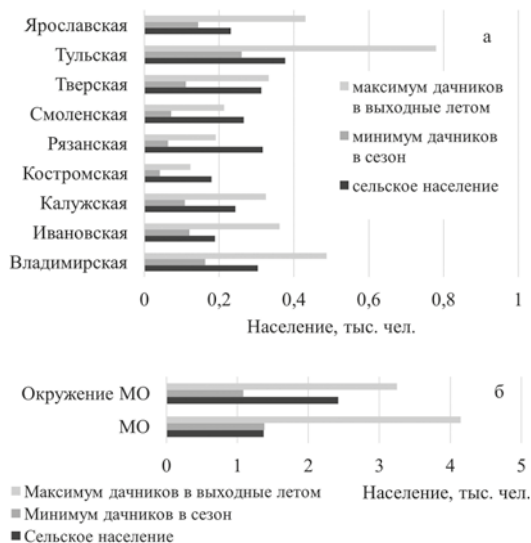 а
Ярославская
Тульская
Тверская
Смоленская
Рязанская
Костромская
Калужская
Ивановская
Владимирская
максимум дачников
в выходные летом
минимум дачников
в сезон
сельское население
0 0,2 0,4 0,6 0,8 1
Население, тыс. чел.
б
Окружение МО
МО
0 1 2 3 4 5
Максимум дачников в выходные летом
Население, тыс. чел.
Минимум дачников в сезон
Сельское население